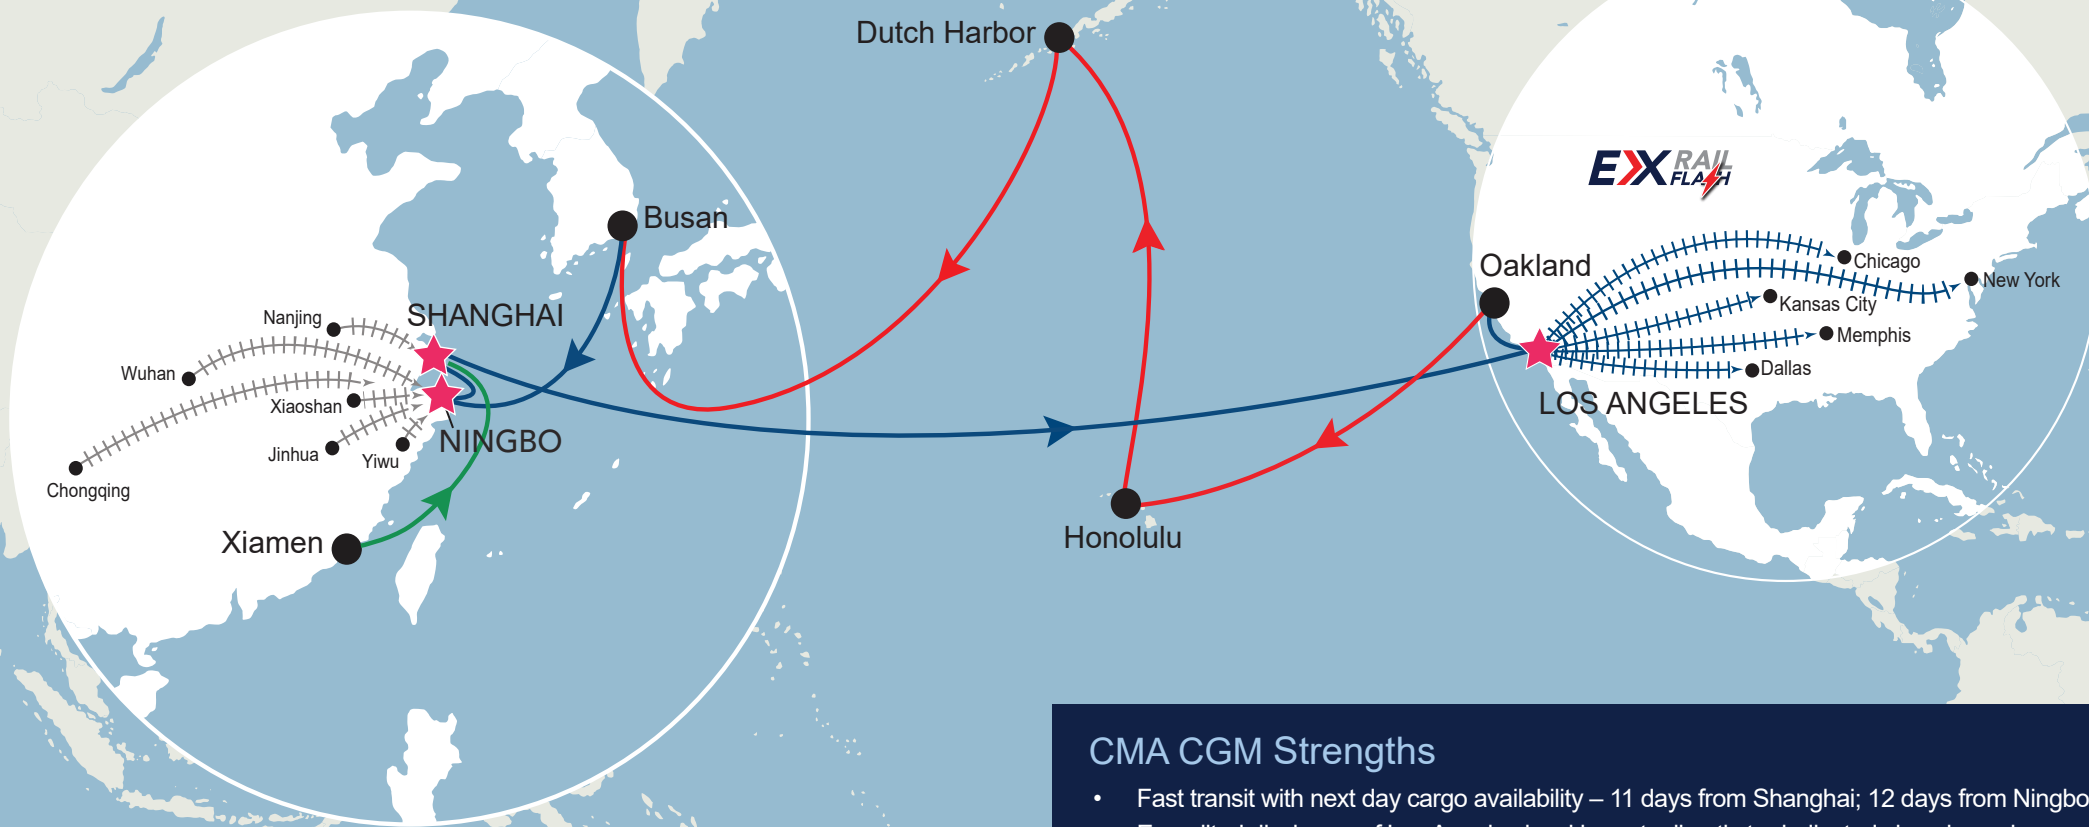 Dutch Harbor
EXX RAIL
FLASH
Busan
Oakland
Chicago
New York
Kansas City
Memphis
Dallas
LOS ANGELES
Nanjing
SHANGHAI
Wuhan
Xiaoshan
Jinhua
Yiwu
NINGBO
Chongqing
Xiamen
Honolulu
CMA CGM Strengths
• Fast transit with next day cargo availability – 11 days from Shanghai; 12 days from Ningbo